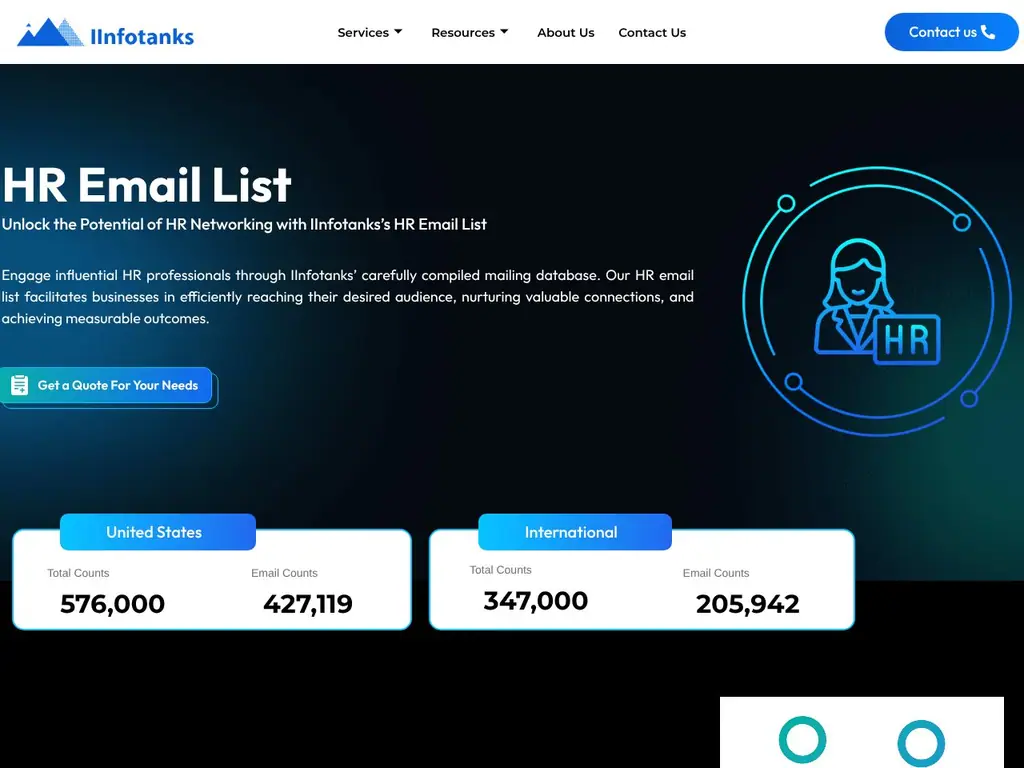 IInfotanks
Services
Resources
About Us
Contact Us
Contact us
HR Email List
Unlock the Potential of HR Networking with IInfotanks’s HR Email List
Engage influential HR professionals through IInfotanks’ carefully compiled mailing database. Our HR email
list facilitates businesses in efficiently reaching their desired audience, nurturing valuable connections, and
achieving measurable outcomes.
HR
Get a Quote For Your Needs
United States
Total Counts
Email Counts
576,000
427,119
International
Total Counts
Email Counts
347,000
205,942